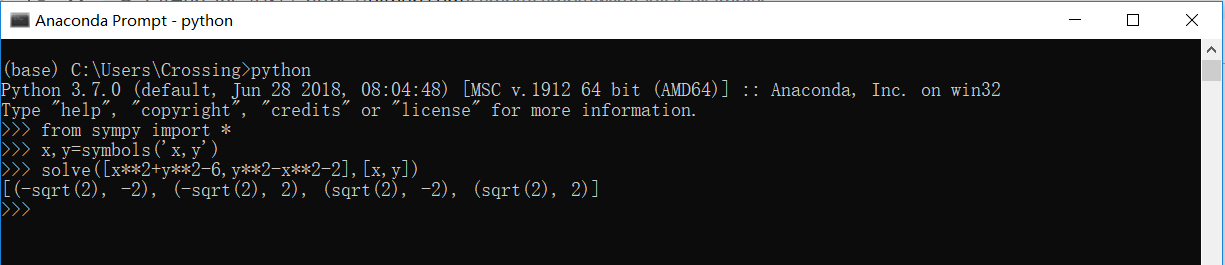 Anaconda Prompt - python
(base) C:\Users\Crossing>python
Python 3.7.0 (default, Jun 28 2018, 08:04:48) [MSC v.1912 64 bit (AMD64)] :: Anaconda, Inc. on win32
Type "help", "copyright", "credits" or "license" for more information.
>>> from sympy import *
>>> x,y=symbols('x,y')
>>> solve([x**2+y**2-6,y**2-x**2-2],[x,y])
[(-sqrt(2), -2), (-sqrt(2), 2), (sqrt(2), -2), (sqrt(2), 2)]
>>>